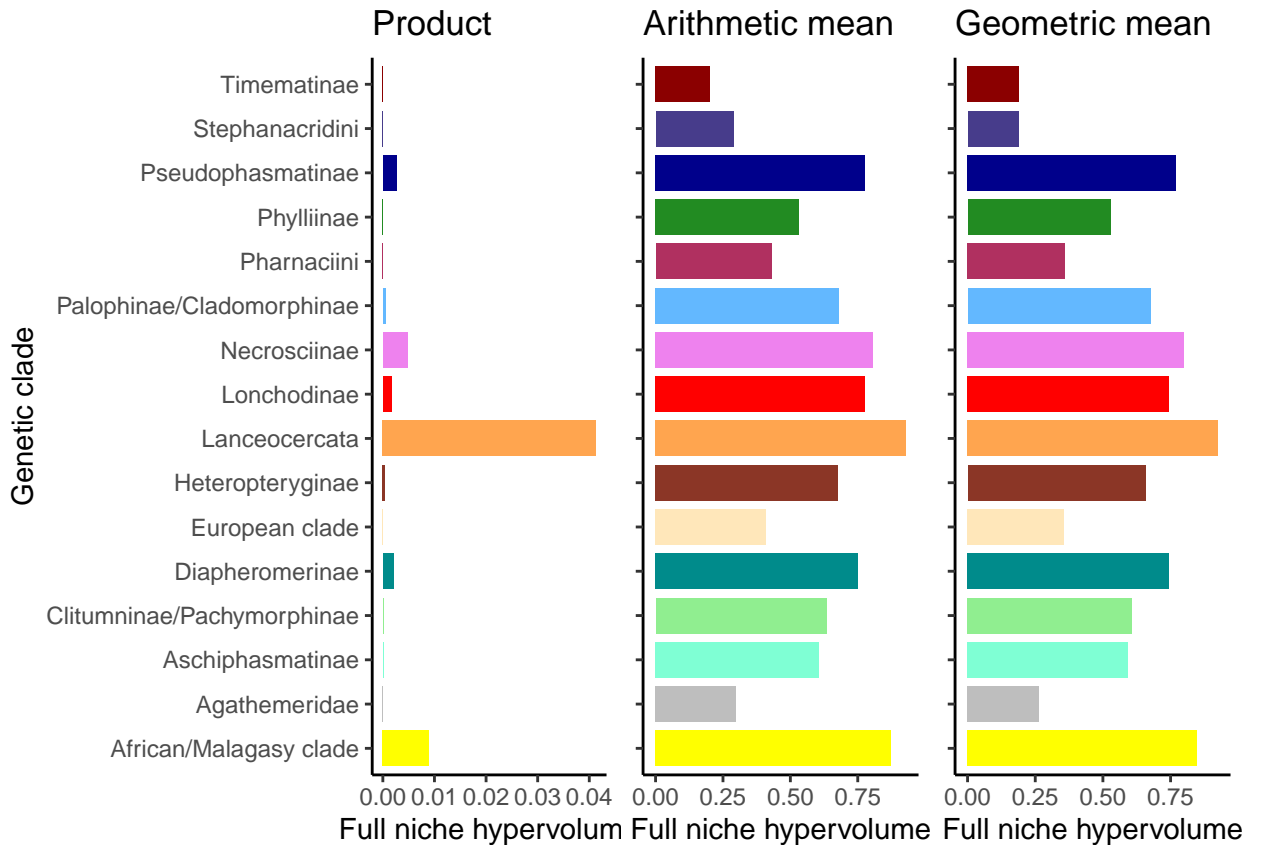 Product Arithmetic mean Geometric mean
Timematinae
Stephanacridini
Pseudophasmatinae
Phylliinae
Pharnaciini
Palophinae/Cladomorphinae
Necrosciinae
Lonchodinae
Lanceocercata
Heteropteryginae
European clade
Diapheromerinae
Clitumninae/Pachymorphinae
Aschiphasmatinae
Agathemeridae
African/Malagasy clade
Genetic clade
0.00 0.01 0.02 0.03 0.04 0.00 0.25 0.50 0.75 0.00 0.25 0.50 0.75
Full niche hypervolum Full niche hypervolume Full niche hypervolume